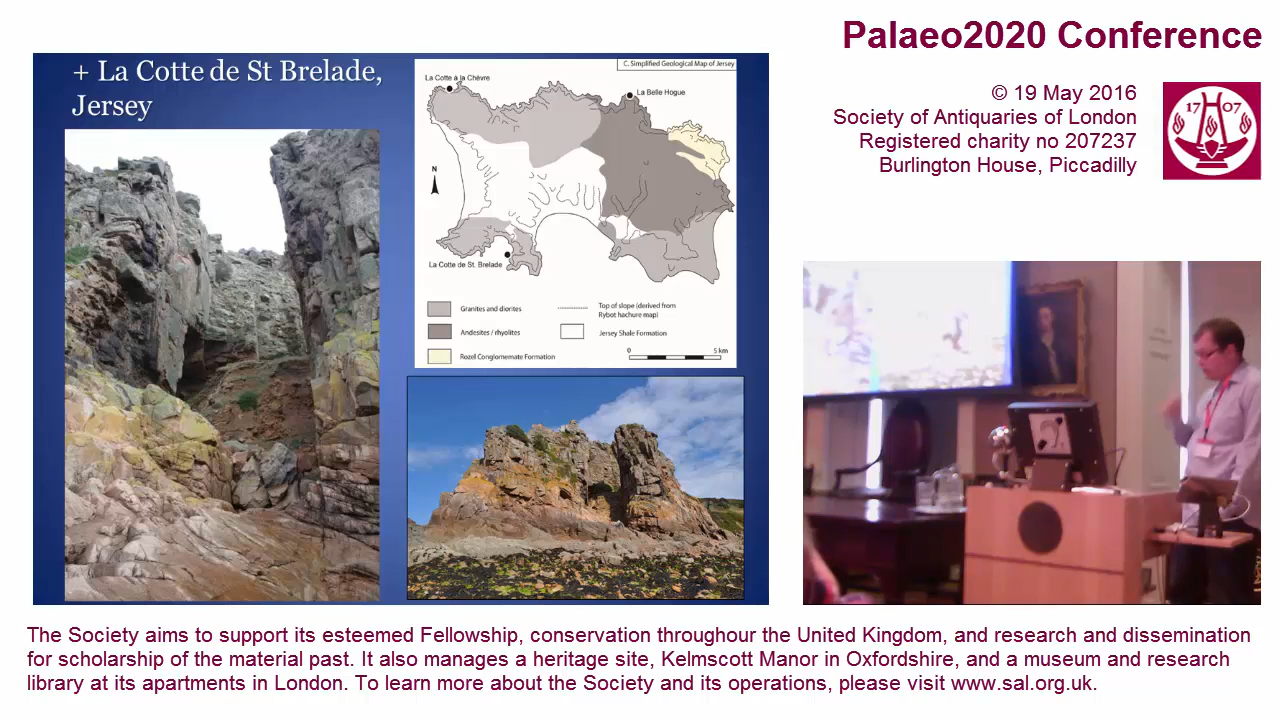 Palaeo2020 Conference
© 19 May 2016
Society of Antiquaries of London
Registered charity no 207237
Burlington House, Piccadilly
17 07
+ La Cotte de St Brelade,
Jersey
C. Simplified Geological Map of Jersey
La Cotte à la Chèvre
La Belle Hogue
N
La Cotte de St. Brelade
Granites and diorites
Top of slope (derived from
Rybot hachure map)
Andesites / rhyolites
Jersey Shale Formation
Rozel Conglomerate Formation
0 5 km
The Society aims to support its esteemed Fellowship, conservation throughour the United Kingdom, and research and dissemination
for scholarship of the material past. It also manages a heritage site, Kelmscott Manor in Oxfordshire, and a museum and research
library at its apartments in London. To learn more about the Society and its operations, please visit www.sal.org.uk.